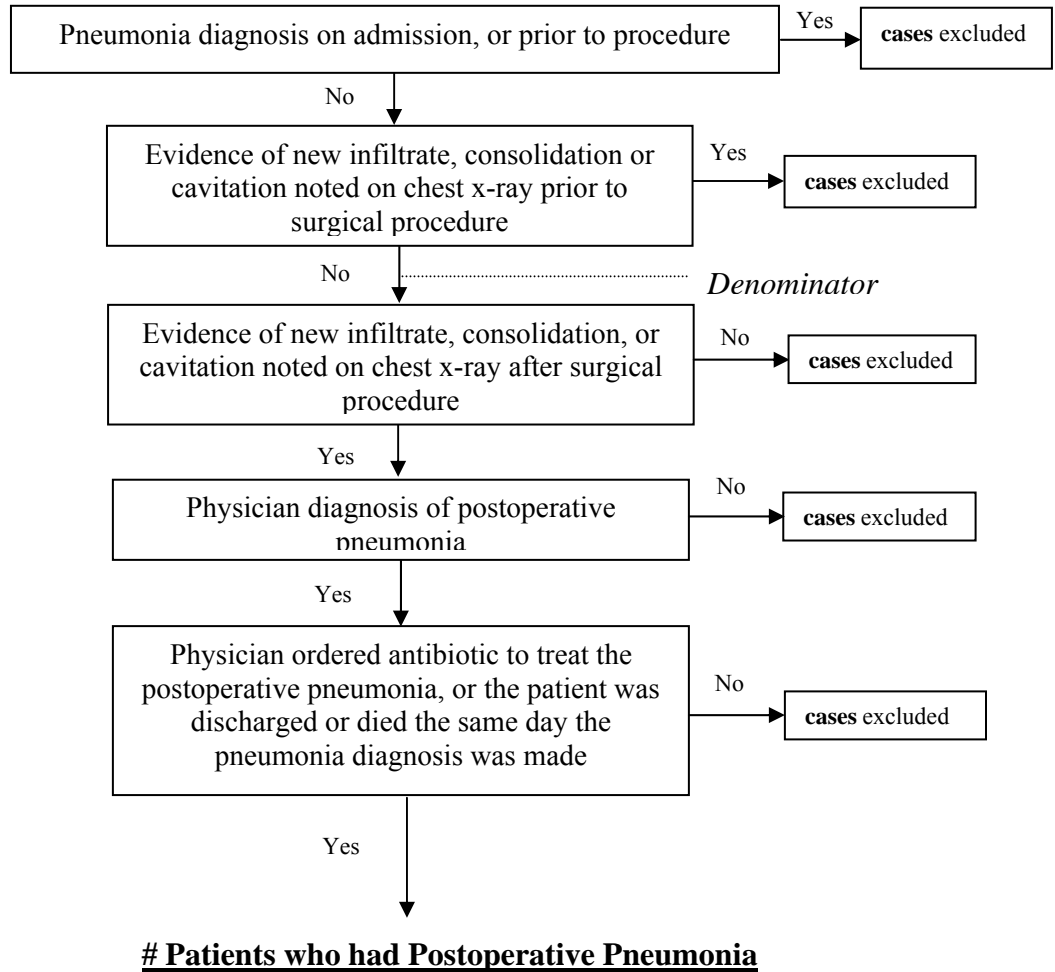 Pneumonia diagnosis on admission, or prior to procedure
Yes
cases excluded
No
Evidence of new infiltrate, consolidation or
cavitation noted on chest x-ray prior to
surgical procedure
Yes
cases excluded
No
Denominator
Evidence of new infiltrate, consolidation, or
cavitation noted on chest x-ray after surgical
procedure
No
cases excluded
Yes
Physician diagnosis of postoperative
pneumonia
No
cases excluded
Yes
Physician ordered antibiotic to treat the
postoperative pneumonia, or the patient was
discharged or died the same day the
pneumonia diagnosis was made
No
cases excluded
Yes
# Patients who had Postoperative Pneumonia